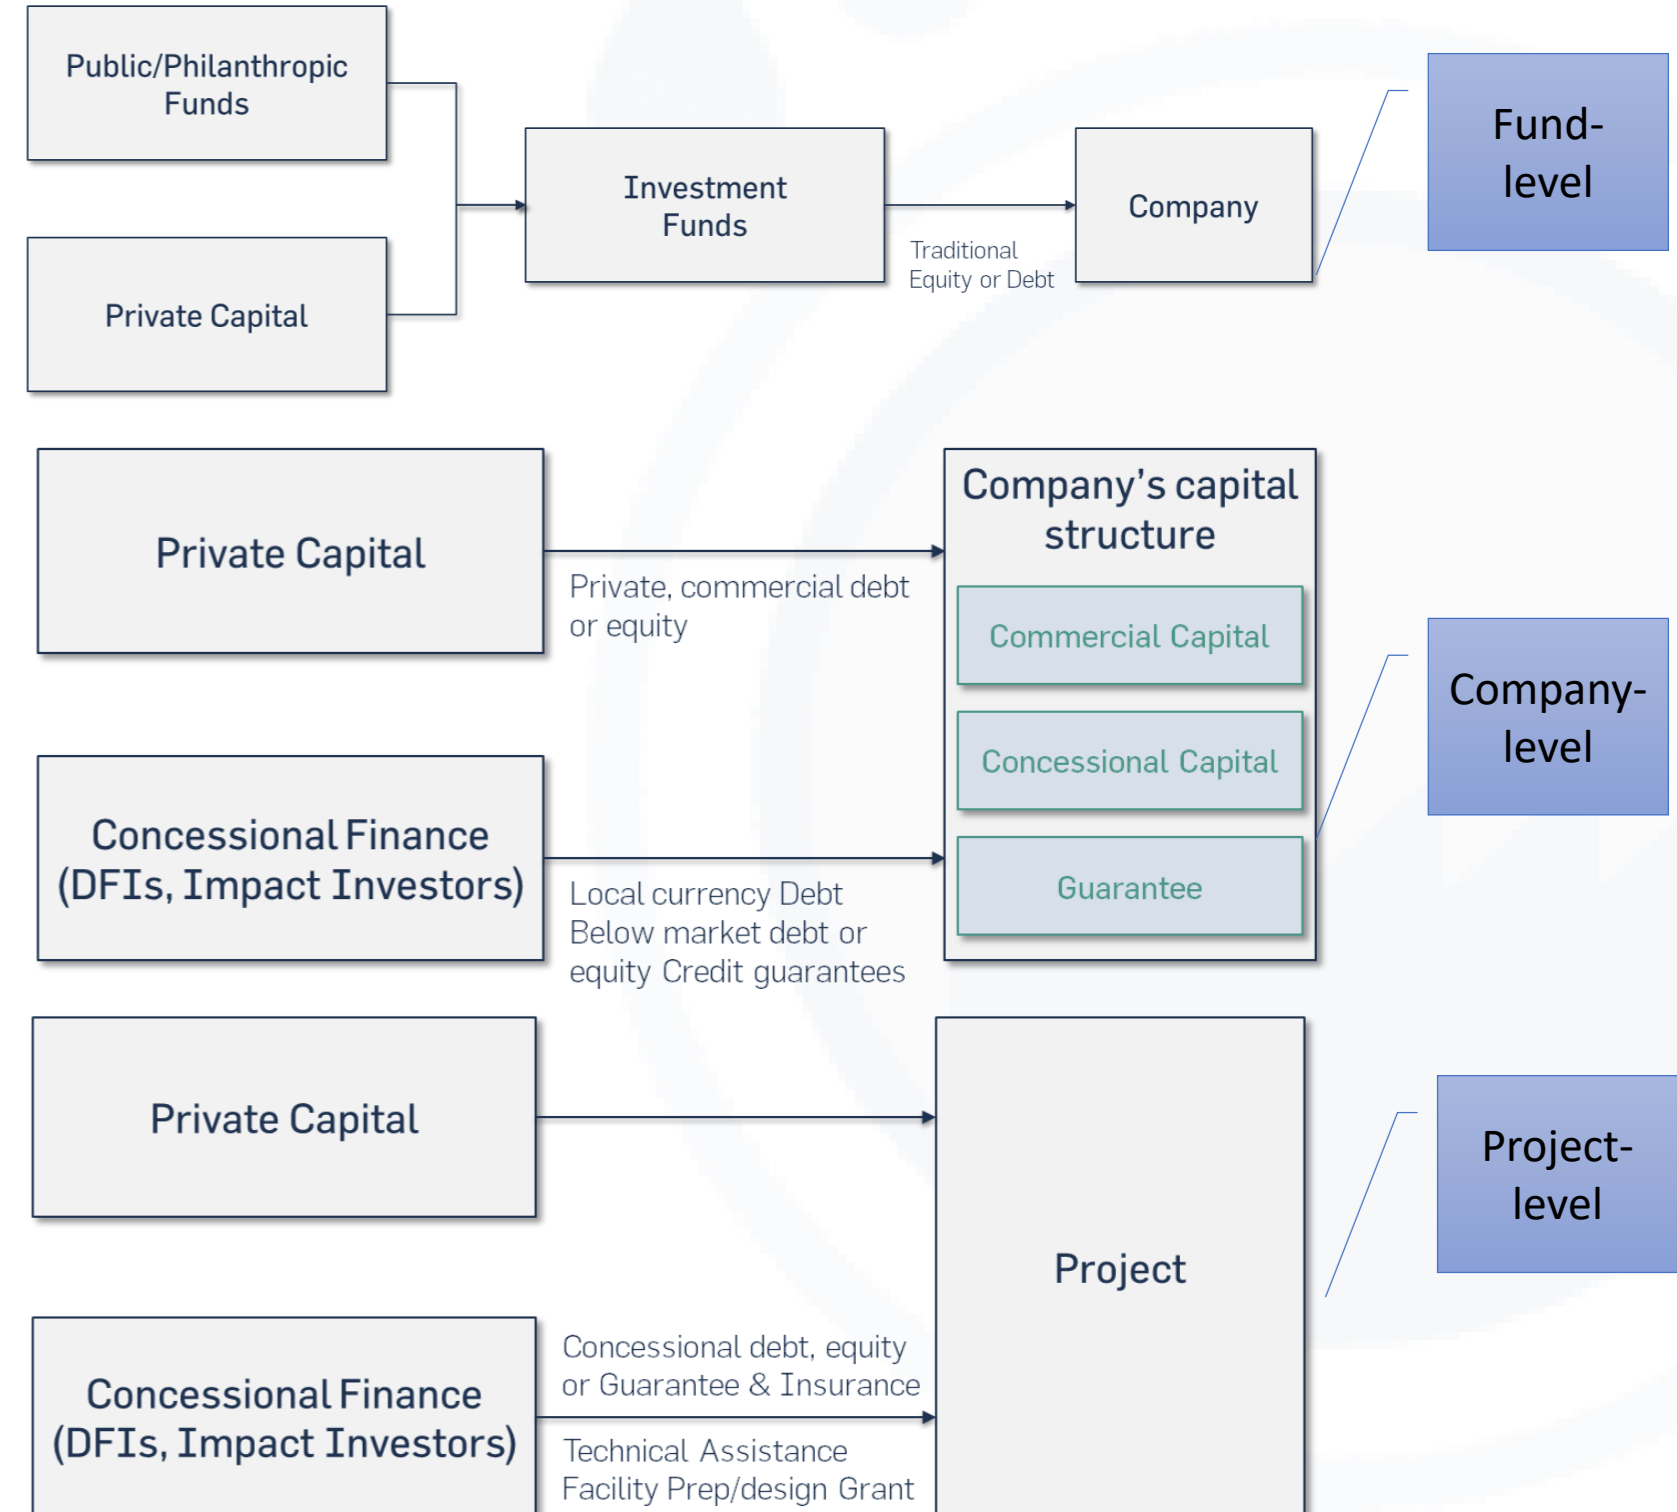 Public/Philanthropic
Funds
Private Capital
Investment
Funds
Traditional
Equity or Debt
Company
Fund-
level
Private Capital
Private, commercial debt
or equity
Concessional Finance
(DFIs, Impact Investors)
Local currency Debt
Below market debt or
equity Credit guarantees
Company's capital
structure
Commercial Capital
Concessional Capital
Guarantee
Company-
level
Private Capital
Concessional Finance
(DFIs, Impact Investors)
Concessional debt, equity
or Guarantee & Insurance
Technical Assistance
Facility Prep/design Grant
Project
Project-
level